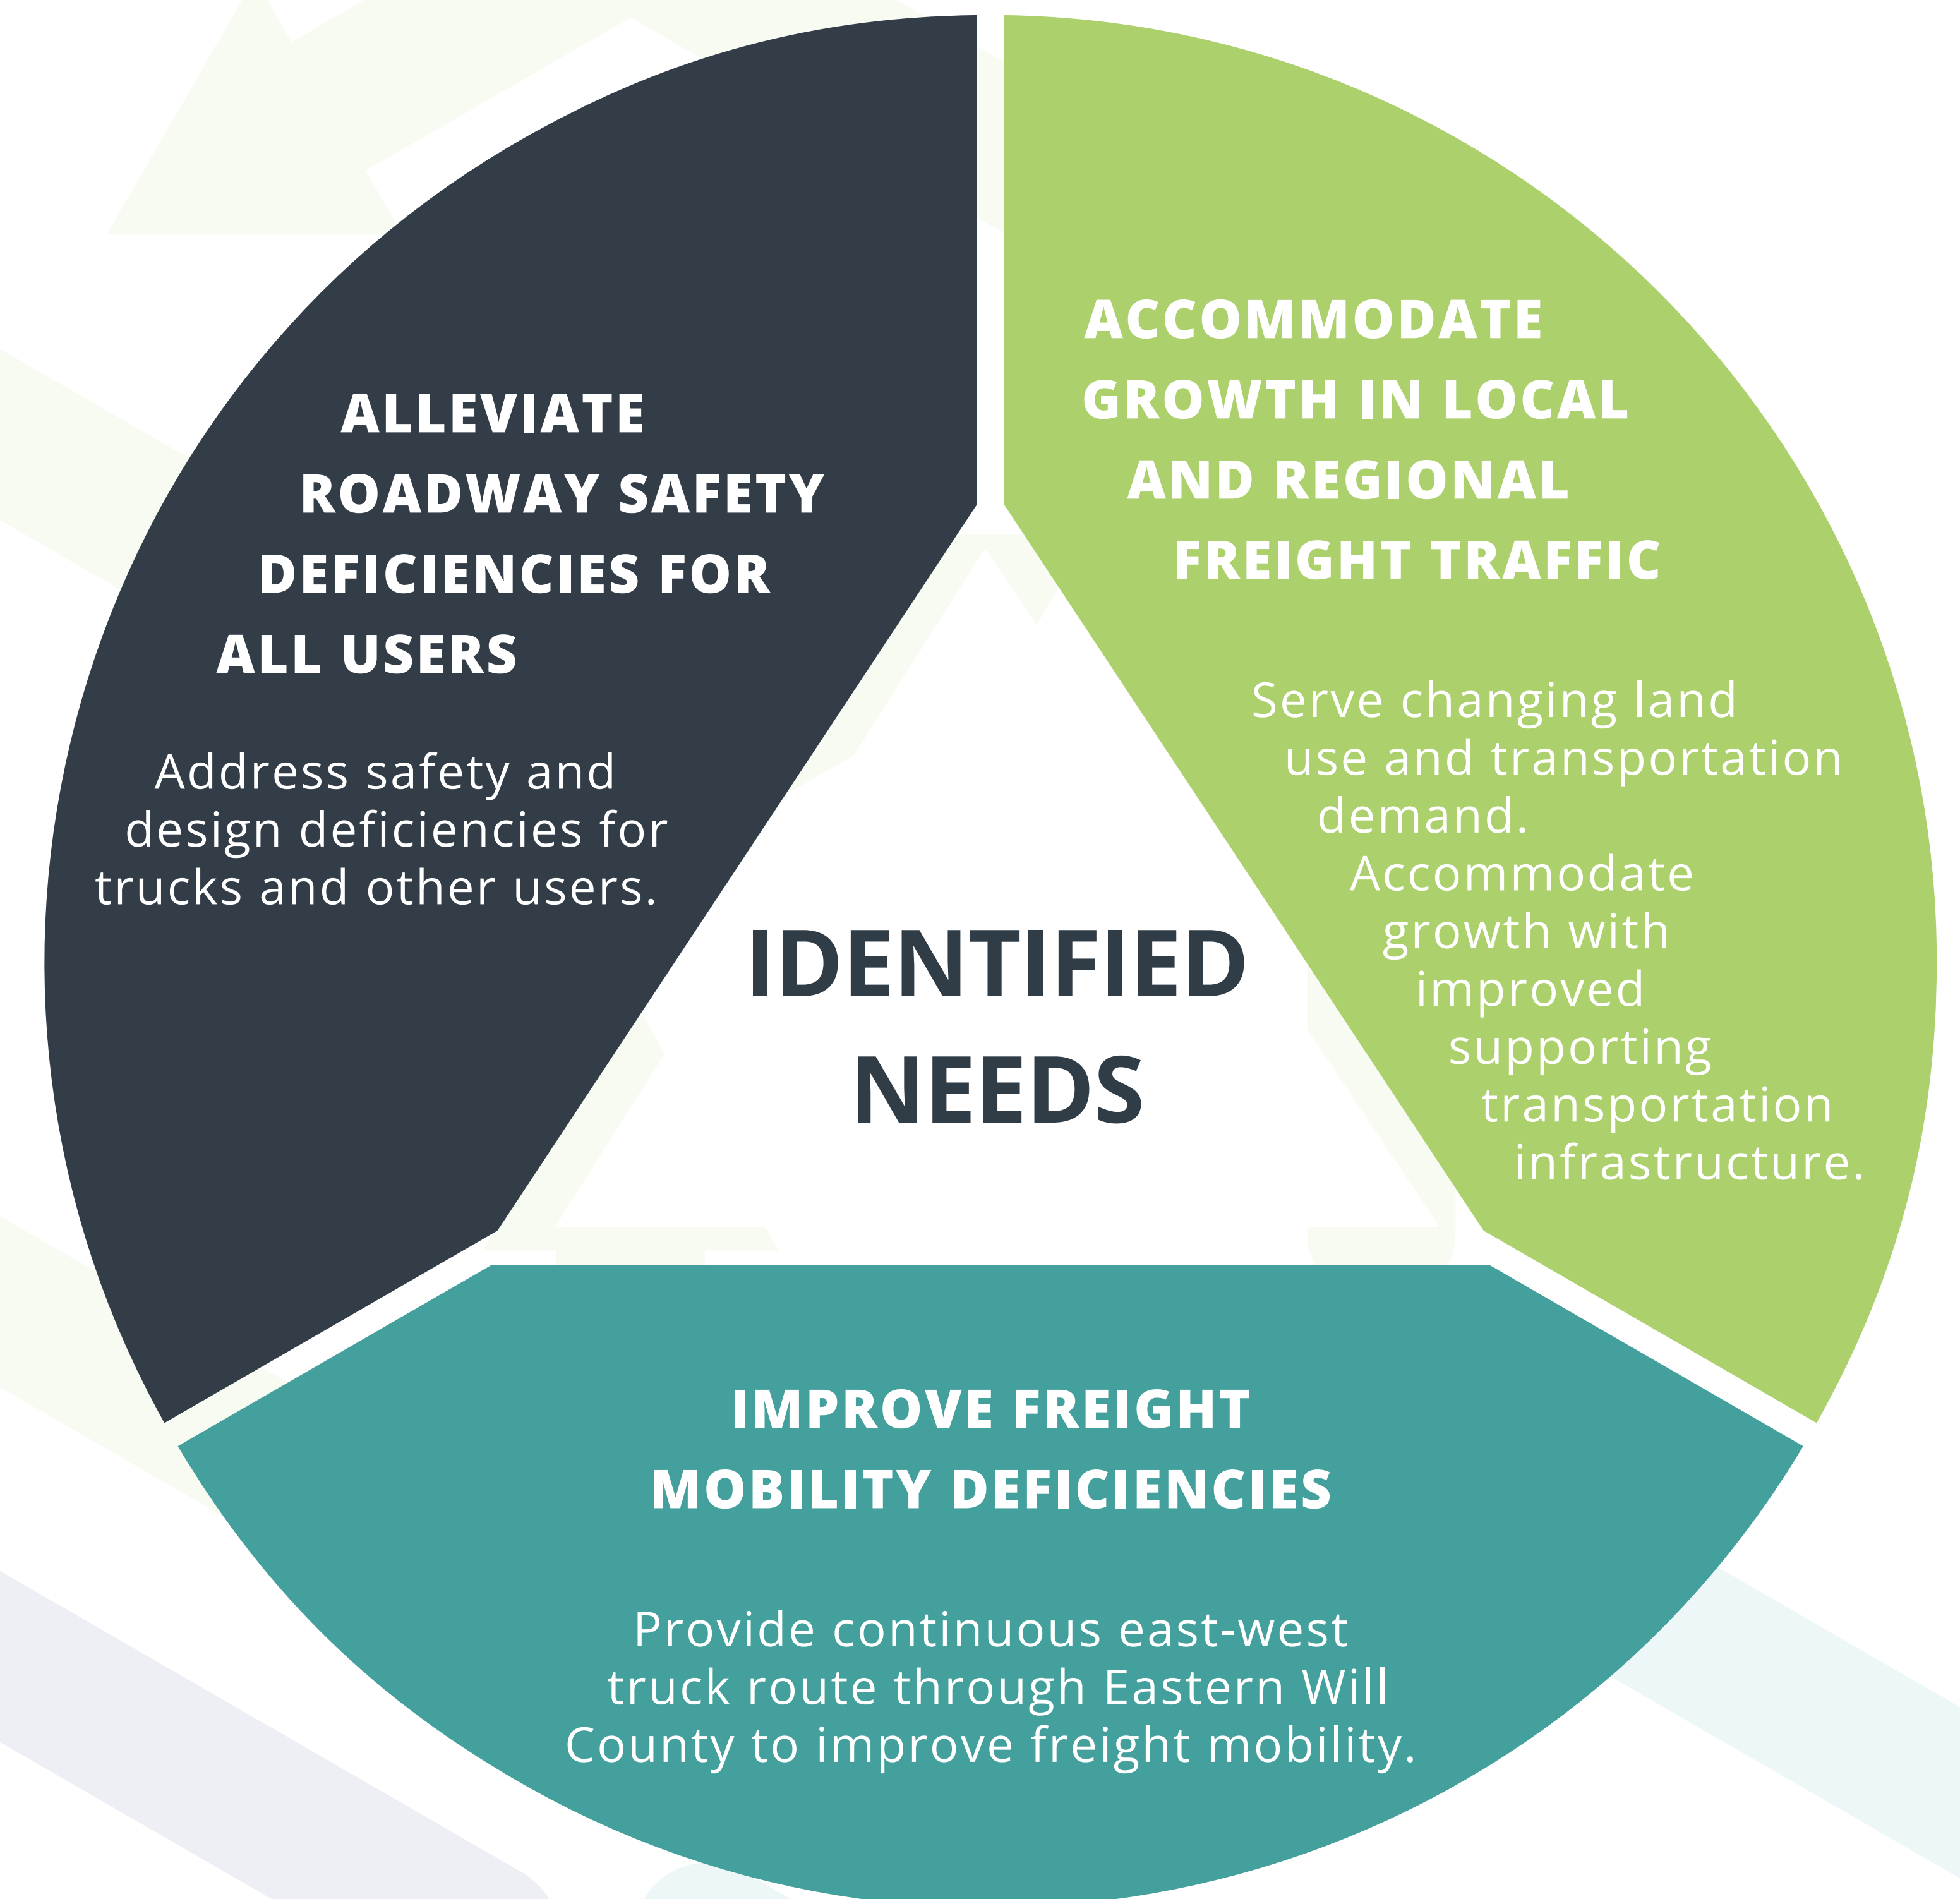 ALLEVIATE
ROADWAY SAFETY
DEFICIENCIES FOR
ALL USERS
Address safety and
design deficiencies for
trucks and other users.
ACCOMMODATE
GROWTH IN LOCAL
AND REGIONAL
FREIGHT TRAFFIC
Serve changing land
use and transportation
demand.
Accommodate
growth with
improved
supporting
transportation
infrastructure.
IDENTIFIED
NEEDS
IMPROVE FREIGHT
MOBILITY DEFICIENCIES
Provide continuous east-west
truck route through Eastern Will
County to improve freight mobility.